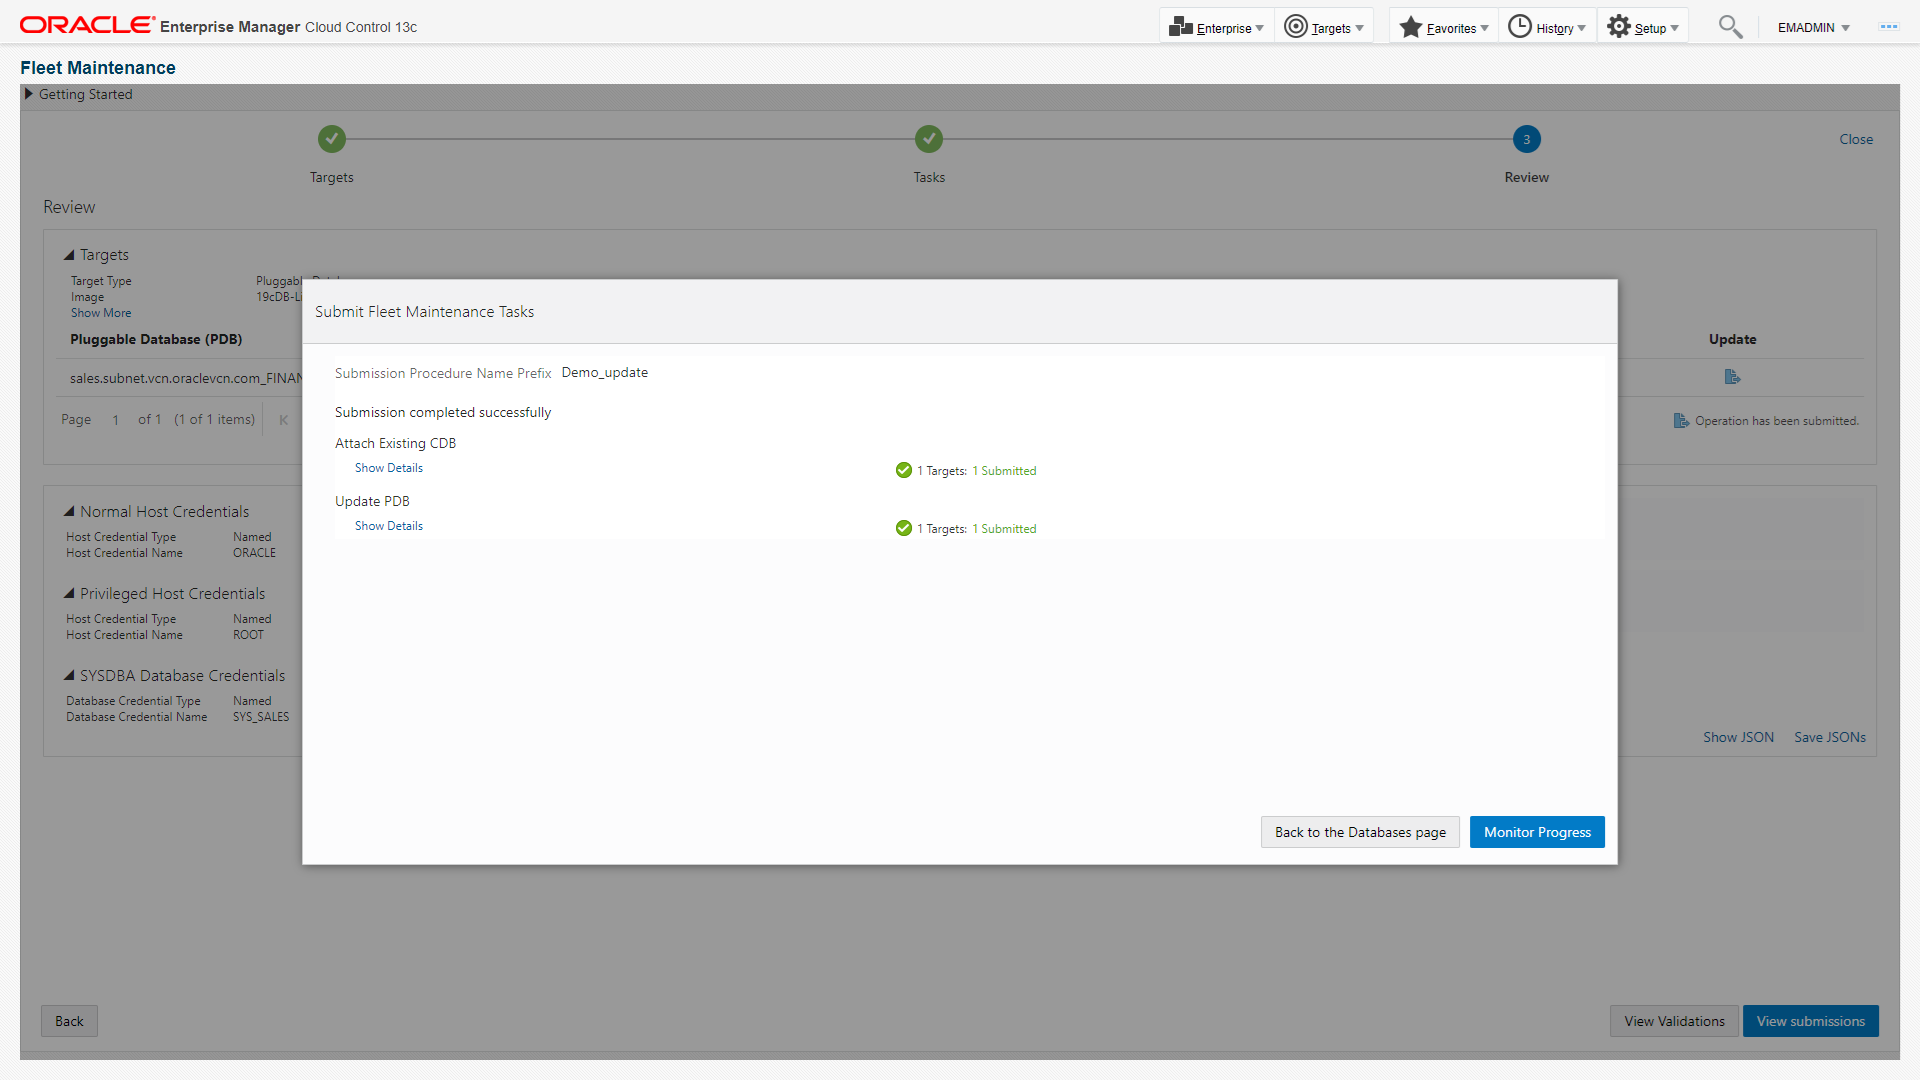 ORACLE Enterprise Manager Cloud Control 13c
Enterprise
Targets
Favorites
History
Setup
EMADMIN
Fleet Maintenance
Getting Started
3
Close
Targets
Tasks
Review
Review
Targets
Target Type
Image
Show More
Pluggable Database (PDB)
Update
sales.subnet.vcn.oraclevcn.com_FINAN
Page 1 of 1 (1 of 1 items)
Operation has been submitted.
Submit Fleet Maintenance Tasks
Submission Procedure Name Prefix Demo_update
Submission completed successfully
Attach Existing CDB
Show Details
1 Targets: 1 Submitted
Update PDB
Show Details
1 Targets: 1 Submitted
Back to the Databases page
Monitor Progress
Normal Host Credentials
Host Credential Type Named
Host Credential Name ORACLE
Privileged Host Credentials
Host Credential Type Named
Host Credential Name ROOT
SYSDBA Database Credentials
Database Credential Type Named
Database Credential Name SYS_SALES
Show JSON
Save JSONs
Back
View Validations
View submissions